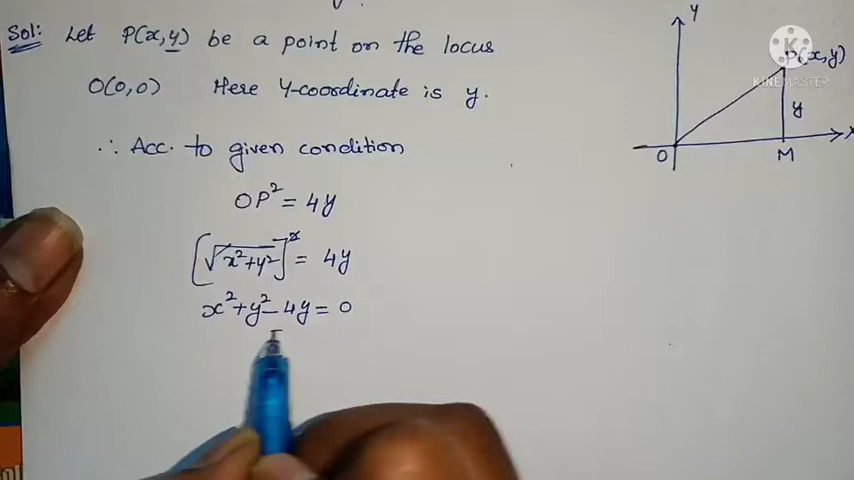 Sol: Let P(x,y) be a point on the locus
O(0,0) Here Y-coordinate is y.
∴ Acc. to given condition
OP² = 4y
[√x²+y²]² = 4y
x²+y²-4y = 0
Y
P(x,y)
KINEMASTER
y
O
M
X